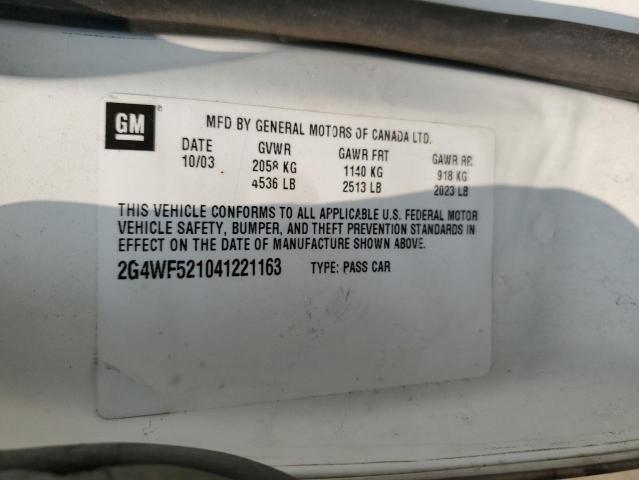 GM ®
MFD BY GENERAL MOTORS OF CANADA LTD.
DATE GVWR GAWR FRT GAWR RR
10/03 2058 KG 1140 KG 918 KG
4536 LB 2513 LB 2023 LB
THIS VEHICLE CONFORMS TO ALL APPLICABLE U.S. FEDERAL MOTOR
VEHICLE SAFETY, BUMPER, AND THEFT PREVENTION STANDARDS IN
EFFECT ON THE DATE OF MANUFACTURE SHOWN ABOVE.
2G4WF521041221163 TYPE: PASS CAR